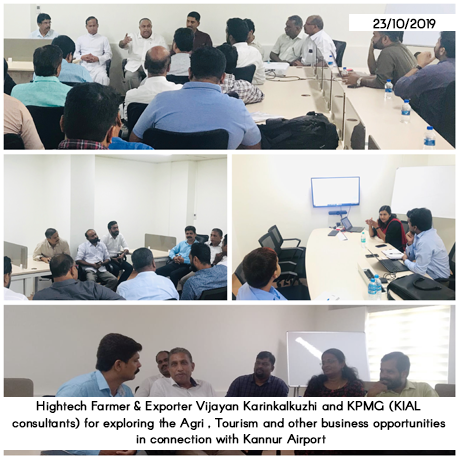 23/10/2019
Hightech Farmer & Exporter Vijayan Karinkalkuzhi and KPMG (KIAL
consultants) for exploring the Agri , Tourism and other business opportunities
in connection with Kannur Airport